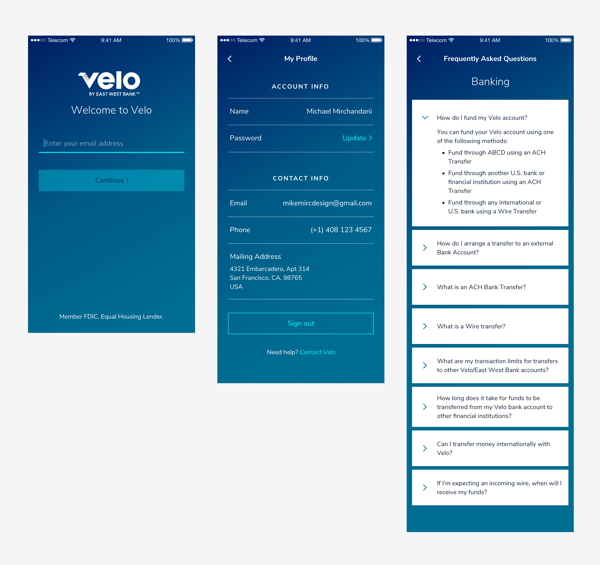 Telecom 9:41 AM 100%
velo
BY EAST WEST BANK™
Welcome to Velo
Enter your email address
Continue ›
Member FDIC. Equal Housing Lender.
Telecom 9:41 AM 100%
My Profile
ACCOUNT INFO
Name Michael Mirchandani
Password Update >
CONTACT INFO
Email mikemircdesign@gmail.com
Phone (+1) 408 123 4567
Mailing Address
4321 Embarcadero, Apt 314
San Francisco, CA, 98765
USA
Sign out
Need help? Contact Velo
Telecom 9:41 AM 100%
Frequently Asked Questions
Banking
How do I fund my Velo account?
You can fund your Velo account using one
of the following methods:
• Fund through ABCD using an ACH
Transfer
• Fund through another U.S. bank or
financial institution using an ACH
Transfer
• Fund through any international or
U.S. bank using a Wire Transfer
How do I arrange a transfer to an external
Bank Account?
What is an ACH Bank Transfer?
What is a Wire transfer?
What are my transaction limits for transfers
to other Velo/East West Bank accounts?
How long does it take for funds to be
transferred from my Velo bank account to
other financial institutions?
Can I transfer money internationally with
Velo?
If I'm expecting an incoming wire, when will I
receive my funds?